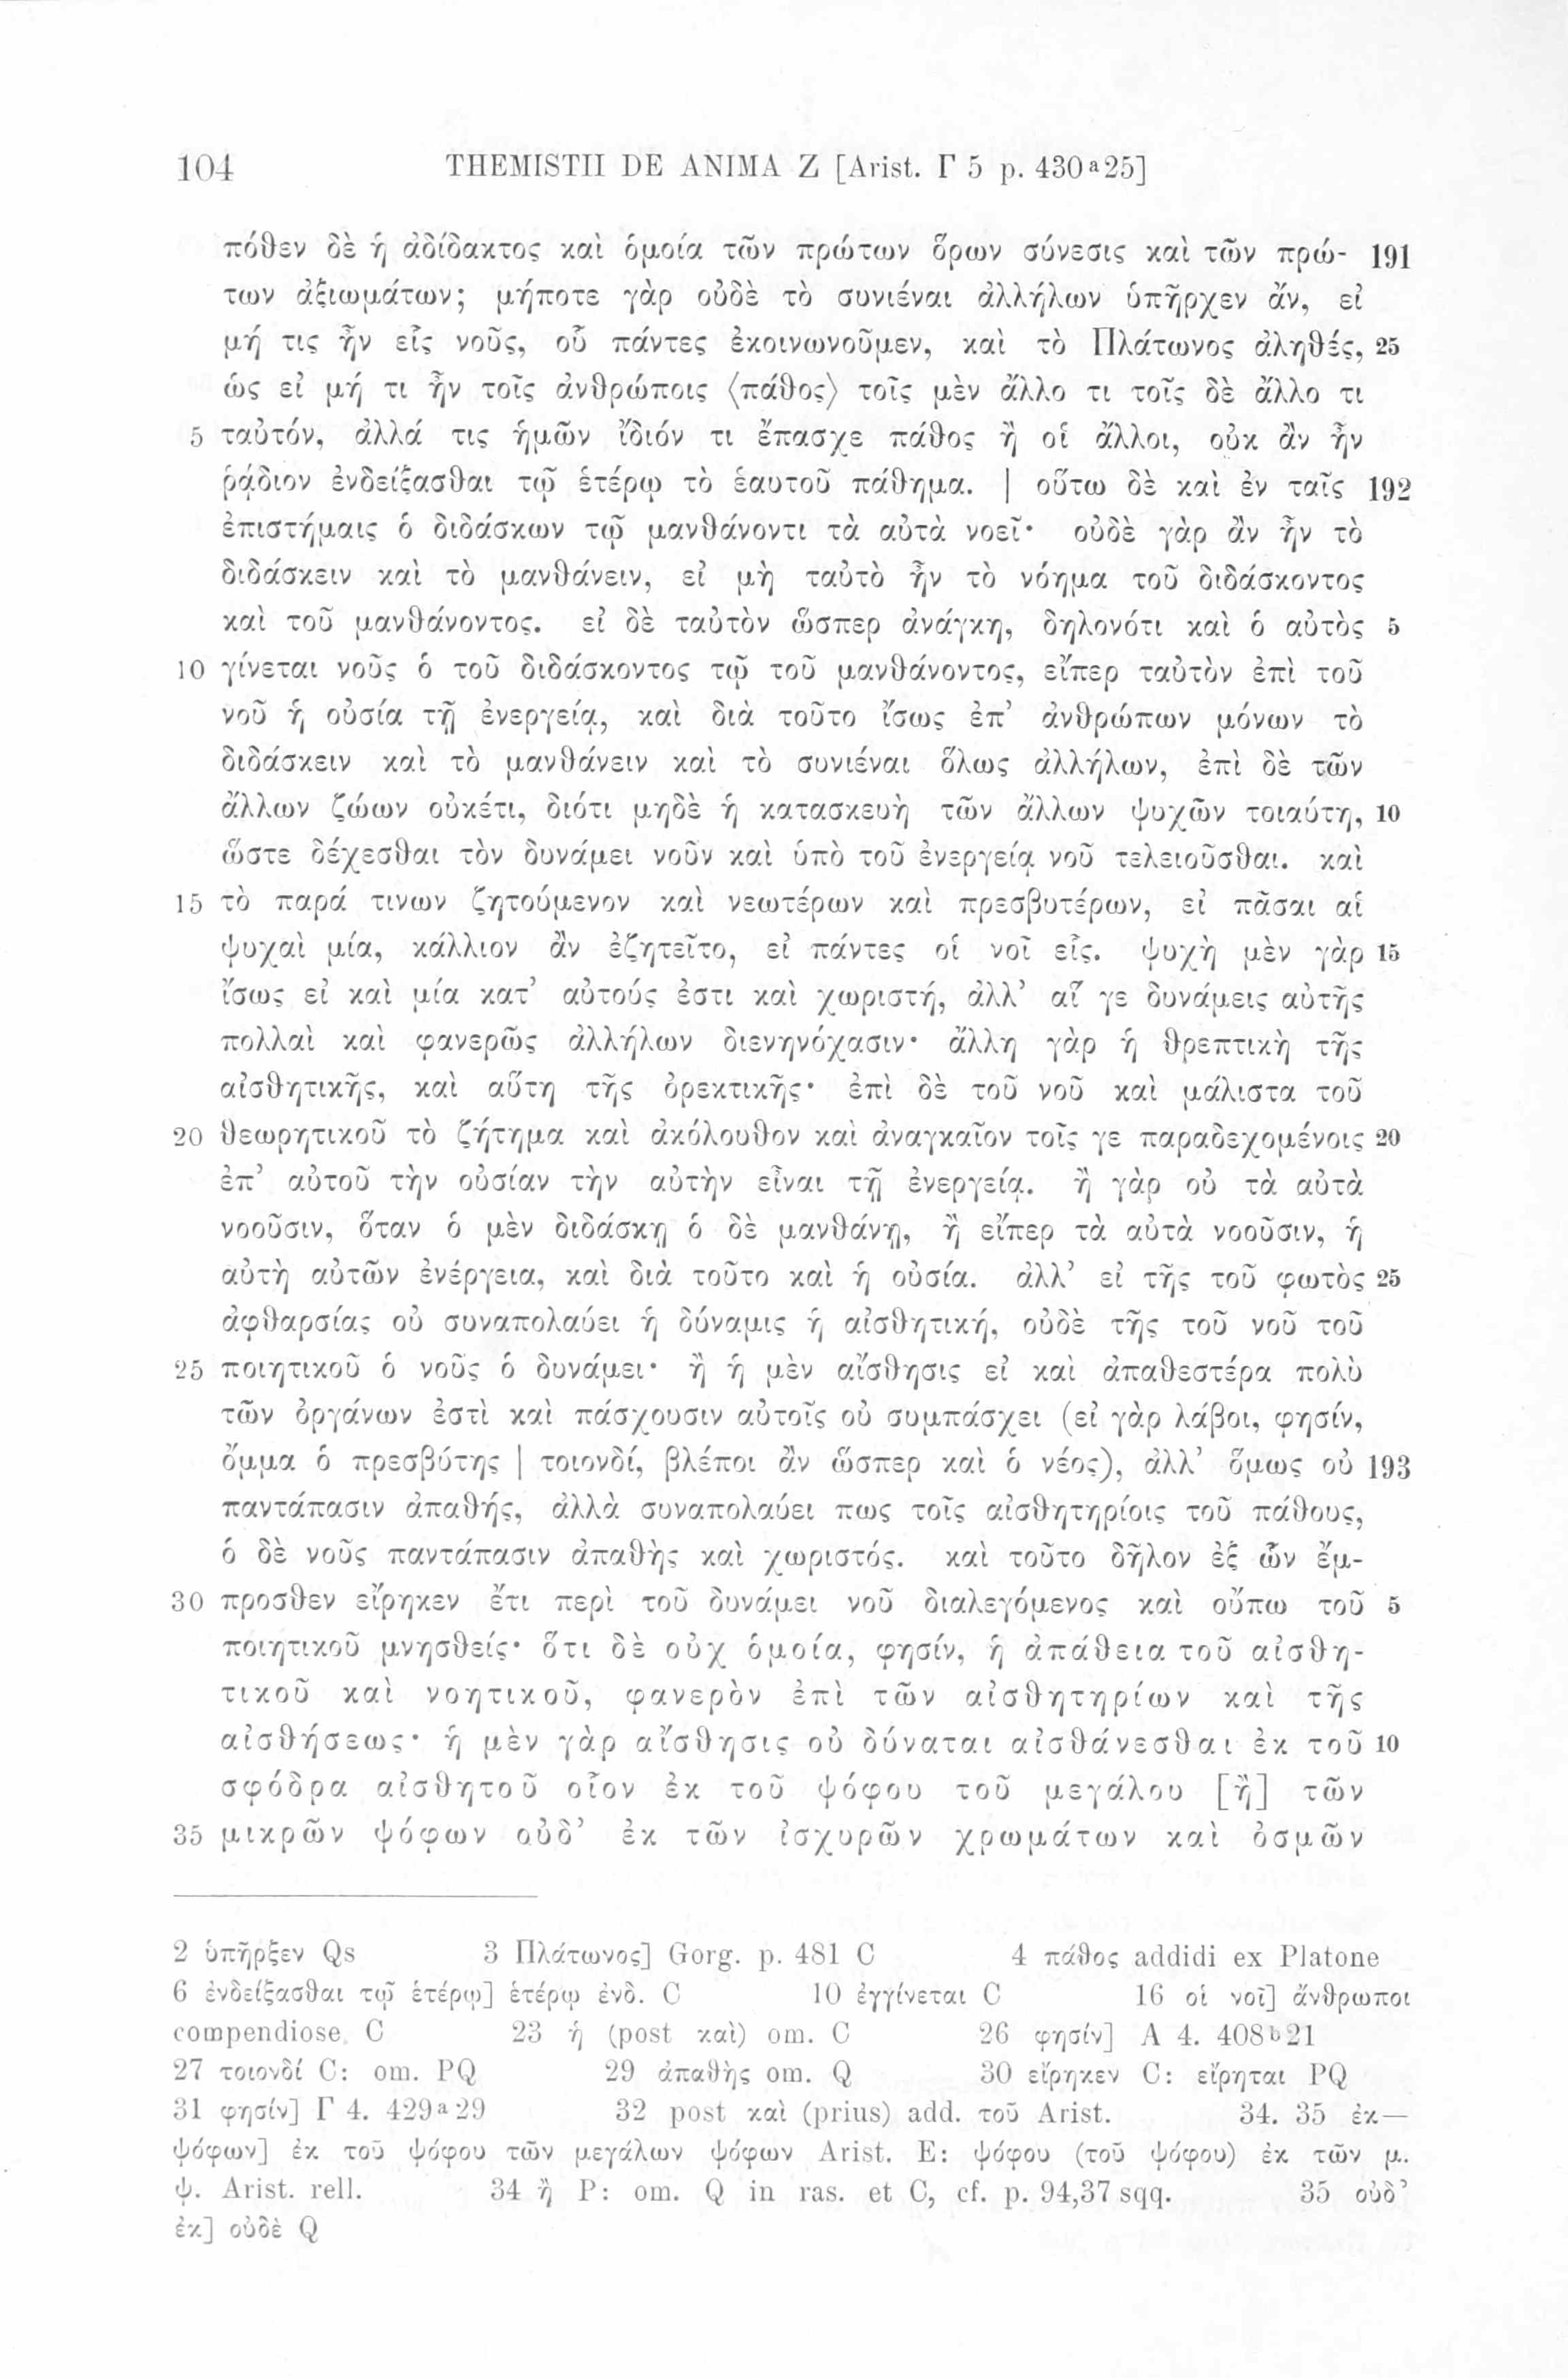 104 THEMISTII DE ANIMA Z [Arist. Γ 5 p. 430ᵃ25]
πόθεν δὲ ἡ ἀδίδακτος καὶ ὁμοία τῶν πρώτων ὅρων σύνεσις καὶ τῶν πρώ- 191
των ἀξιωμάτων; μήποτε γὰρ οὐδὲ τὸ συνιέναι ἀλλήλων ὑπῆρχεν ἄν, εἰ
μή τις ἦν εἷς νοῦς, οὗ πάντες ἐκοινωνοῦμεν, καὶ τὸ Πλάτωνος ἀληθές, 25
ὡς εἰ μή τι ἦν τοῖς ἀνθρώποις ⟨πάθος⟩ τοῖς μὲν ἄλλο τι τοῖς δὲ ἄλλο τι
5 ταὐτόν, ἀλλά τις ἡμῶν ἴδιόν τι ἔπασχε πάθος ἢ οἱ ἄλλοι, οὐκ ἂν ἦν
ῥᾴδιον ἐνδείξασθαι τῷ ἑτέρῳ τὸ ἑαυτοῦ πάθημα. | οὕτω δὲ καὶ ἐν ταῖς 192
ἐπιστήμαις ὁ διδάσκων τῷ μανθάνοντι τὰ αὐτὰ νοεῖ· οὐδὲ γὰρ ἂν ἦν τὸ
διδάσκειν καὶ τὸ μανθάνειν, εἰ μὴ ταὐτὸ ἦν τὸ νόημα τοῦ διδάσκοντος
καὶ τοῦ μανθάνοντος. εἰ δὲ ταὐτὸν ὥσπερ ἀνάγκη, δηλονότι καὶ ὁ αὐτὸς 5
10 γίνεται νοῦς ὁ τοῦ διδάσκοντος τῷ τοῦ μανθάνοντος, εἴπερ ταὐτὸν ἐπὶ τοῦ
νοῦ ἡ οὐσία τῇ ἐνεργείᾳ, καὶ διὰ τοῦτο ἴσως ἐπ’ ἀνθρώπων μόνων τὸ
διδάσκειν καὶ τὸ μανθάνειν καὶ τὸ συνιέναι ὅλως ἀλλήλων, ἐπὶ δὲ τῶν
ἄλλων ζώων οὐκέτι, διότι μηδὲ ἡ κατασκευὴ τῶν ἄλλων ψυχῶν τοιαύτη, 10
ὥστε δέχεσθαι τὸν δυνάμει νοῦν καὶ ὑπὸ τοῦ ἐνεργείᾳ νοῦ τελειοῦσθαι. καὶ
15 τὸ παρά τινων ζητούμενον καὶ νεωτέρων καὶ πρεσβυτέρων, εἰ πᾶσαι αἱ
ψυχαὶ μία, κάλλιον ἂν ἐζητεῖτο, εἰ πάντες οἱ νοῖ εἷς. ψυχὴ μὲν γὰρ 15
ἴσως εἰ καὶ μία κατ’ αὐτούς ἐστι καὶ χωριστή, ἀλλ’ αἵ γε δυνάμεις αὐτῆς
πολλαὶ καὶ φανερῶς ἀλλήλων διενηνόχασιν· ἄλλη γὰρ ἡ θρεπτικὴ τῆς
αἰσθητικῆς, καὶ αὕτη τῆς ὀρεκτικῆς· ἐπὶ δὲ τοῦ νοῦ καὶ μάλιστα τοῦ
20 θεωρητικοῦ τὸ ζήτημα καὶ ἀκόλουθον καὶ ἀναγκαῖον τοῖς γε παραδεχομένοις 20
ἐπ’ αὐτοῦ τὴν οὐσίαν τὴν αὐτὴν εἶναι τῇ ἐνεργείᾳ. ἢ γὰρ οὐ τὰ αὐτὰ
νοοῦσιν, ὅταν ὁ μὲν διδάσκῃ ὁ δὲ μανθάνῃ, ἢ εἴπερ τὰ αὐτὰ νοοῦσιν, ἡ
αὐτὴ αὐτῶν ἐνέργεια, καὶ διὰ τοῦτο καὶ ἡ οὐσία. ἀλλ’ εἰ τῆς τοῦ φωτὸς 25
ἀφθαρσίας οὐ συναπολαύει ἡ δύναμις ἡ αἰσθητική, οὐδὲ τῆς τοῦ νοῦ τοῦ
25 ποιητικοῦ ὁ νοῦς ὁ δυνάμει· ἢ ἡ μὲν αἴσθησις εἰ καὶ ἀπαθεστέρα πολὺ
τῶν ὀργάνων ἐστὶ καὶ πάσχουσιν αὐτοῖς οὐ συμπάσχει (εἰ γὰρ λάβοι, φησίν,
ὄμμα ὁ πρεσβύτης | τοιονδί, βλέποι ἂν ὥσπερ καὶ ὁ νέος), ἀλλ’ ὅμως οὐ 193
παντάπασιν ἀπαθής, ἀλλὰ συναπολαύει πως τοῖς αἰσθητηρίοις τοῦ πάθους,
ὁ δὲ νοῦς παντάπασιν ἀπαθὴς καὶ χωριστός. καὶ τοῦτο δῆλον ἐξ ὧν ἔμ-
30 προσθεν εἴρηκεν ἔτι περὶ τοῦ δυνάμει νοῦ διαλεγόμενος καὶ οὔπω τοῦ 5
ποιητικοῦ μνησθείς· ὅτι δὲ οὐχ ὁμοία, φησίν, ἡ ἀπάθεια τοῦ αἰσθη-
τικοῦ καὶ νοητικοῦ, φανερὸν ἐπὶ τῶν αἰσθητηρίων καὶ τῆς
αἰσθήσεως· ἡ μὲν γὰρ αἴσθησις οὐ δύναται αἰσθάνεσθαι ἐκ τοῦ 10
σφόδρα αἰσθητοῦ οἷον ἐκ τοῦ ψόφου τοῦ μεγάλου [ἢ] τῶν
35 μικρῶν ψόφων οὐδ’ ἐκ τῶν ἰσχυρῶν χρωμάτων καὶ ὀσμῶν
2 ὑπῆρξεν Qs 3 Πλάτωνος] Gorg. p. 481 C 4 πάθος addidi ex Platone
6 ἐνδείξασθαι τῷ ἑτέρῳ] ἑτέρῳ ἐνδ. C 10 ἐγγίνεται C 16 οἱ νοῖ] ἄνθρωποι
compendiose C 23 ἡ (post καὶ) om. C 26 φησίν] A 4. 408ᵇ21
27 τοιονδί C: om. PQ 29 ἀπαθὴς om. Q 30 εἴρηκεν C: εἴρηται PQ
31 φησίν] Γ 4. 429ᵃ29 32 post καὶ (prius) add. τοῦ Arist. 34. 35 ἐκ—
ψόφων] ἐκ τοῦ ψόφου τῶν μεγάλων ψόφων Arist. E: ψόφου (τοῦ ψόφου) ἐκ τῶν μ.
ψ. Arist. rell. 34 ἢ P: om. Q in ras. et C, cf. p. 94,37 sqq. 35 οὐδ’
ἐκ] οὐδὲ Q